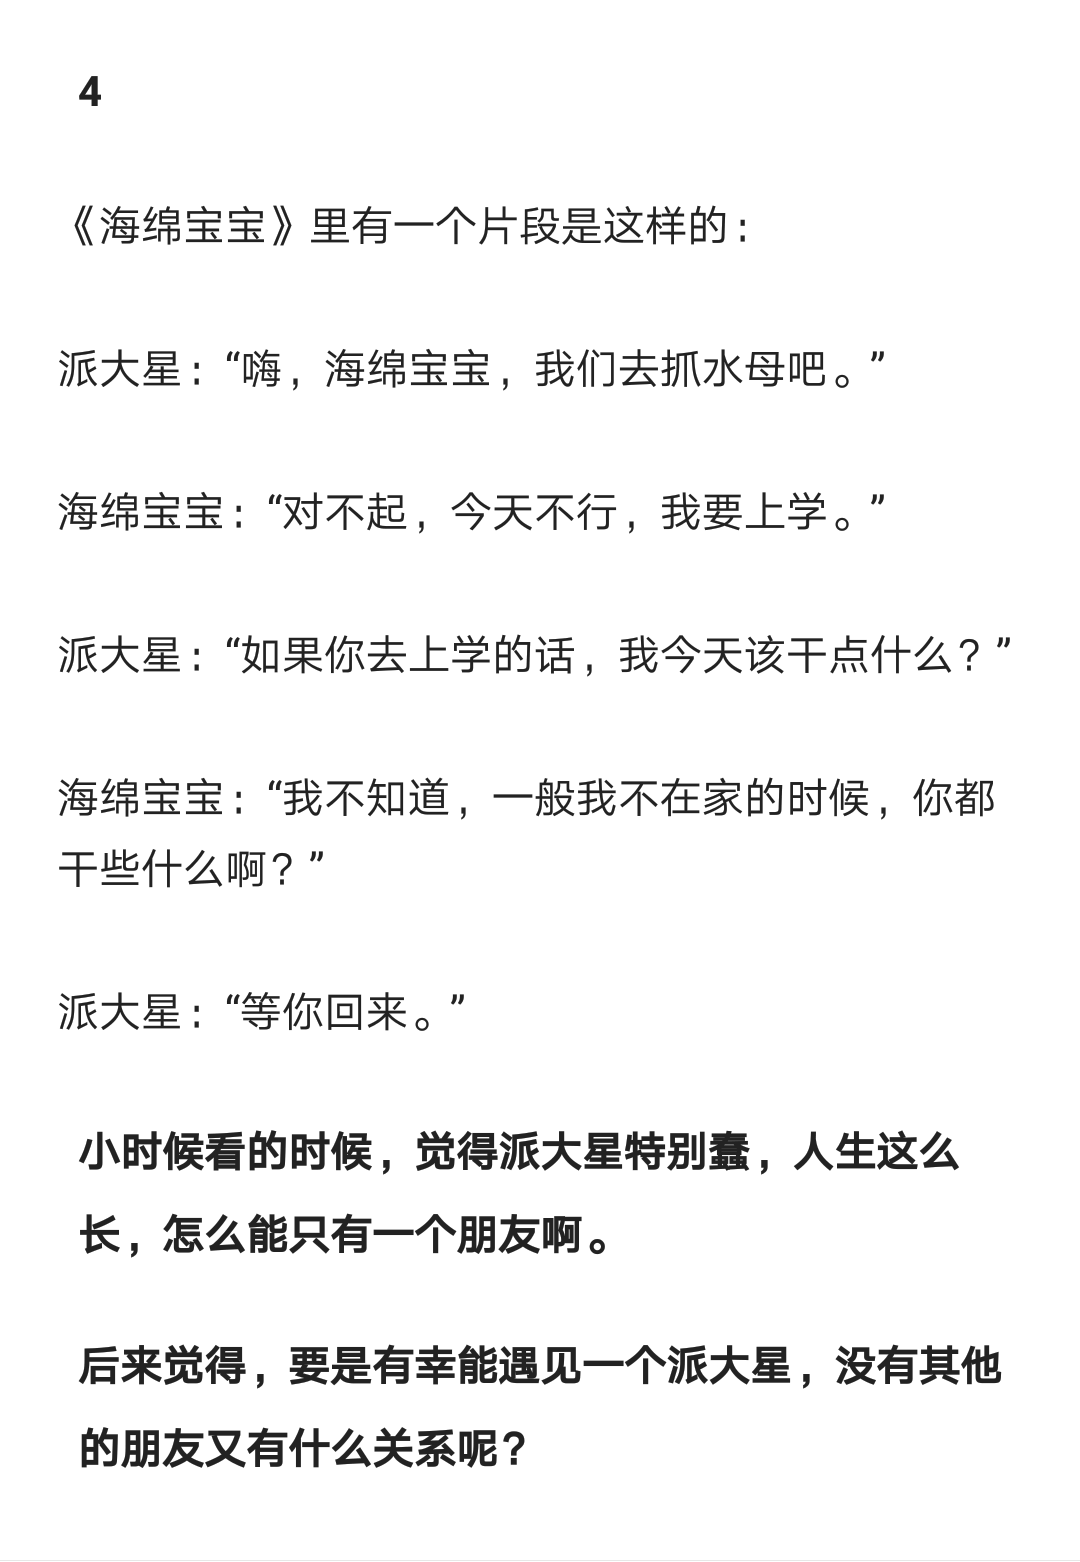 4
《海绵宝宝》里有一个片段是这样的：
派大星：“嗨，海绵宝宝，我们去抓水母吧。”
海绵宝宝：“对不起，今天不行，我要上学。”
派大星：“如果你去上学的话，我今天该干点什么？”
海绵宝宝：“我不知道，一般我不在家的时候，你都
干些什么啊？”
派大星：“等你回来。”
小时候看的时候，觉得派大星特别蠢，人生这么
长，怎么能只有一个朋友啊。
后来觉得，要是有幸能遇见一个派大星，没有其他
的朋友又有什么关系呢？